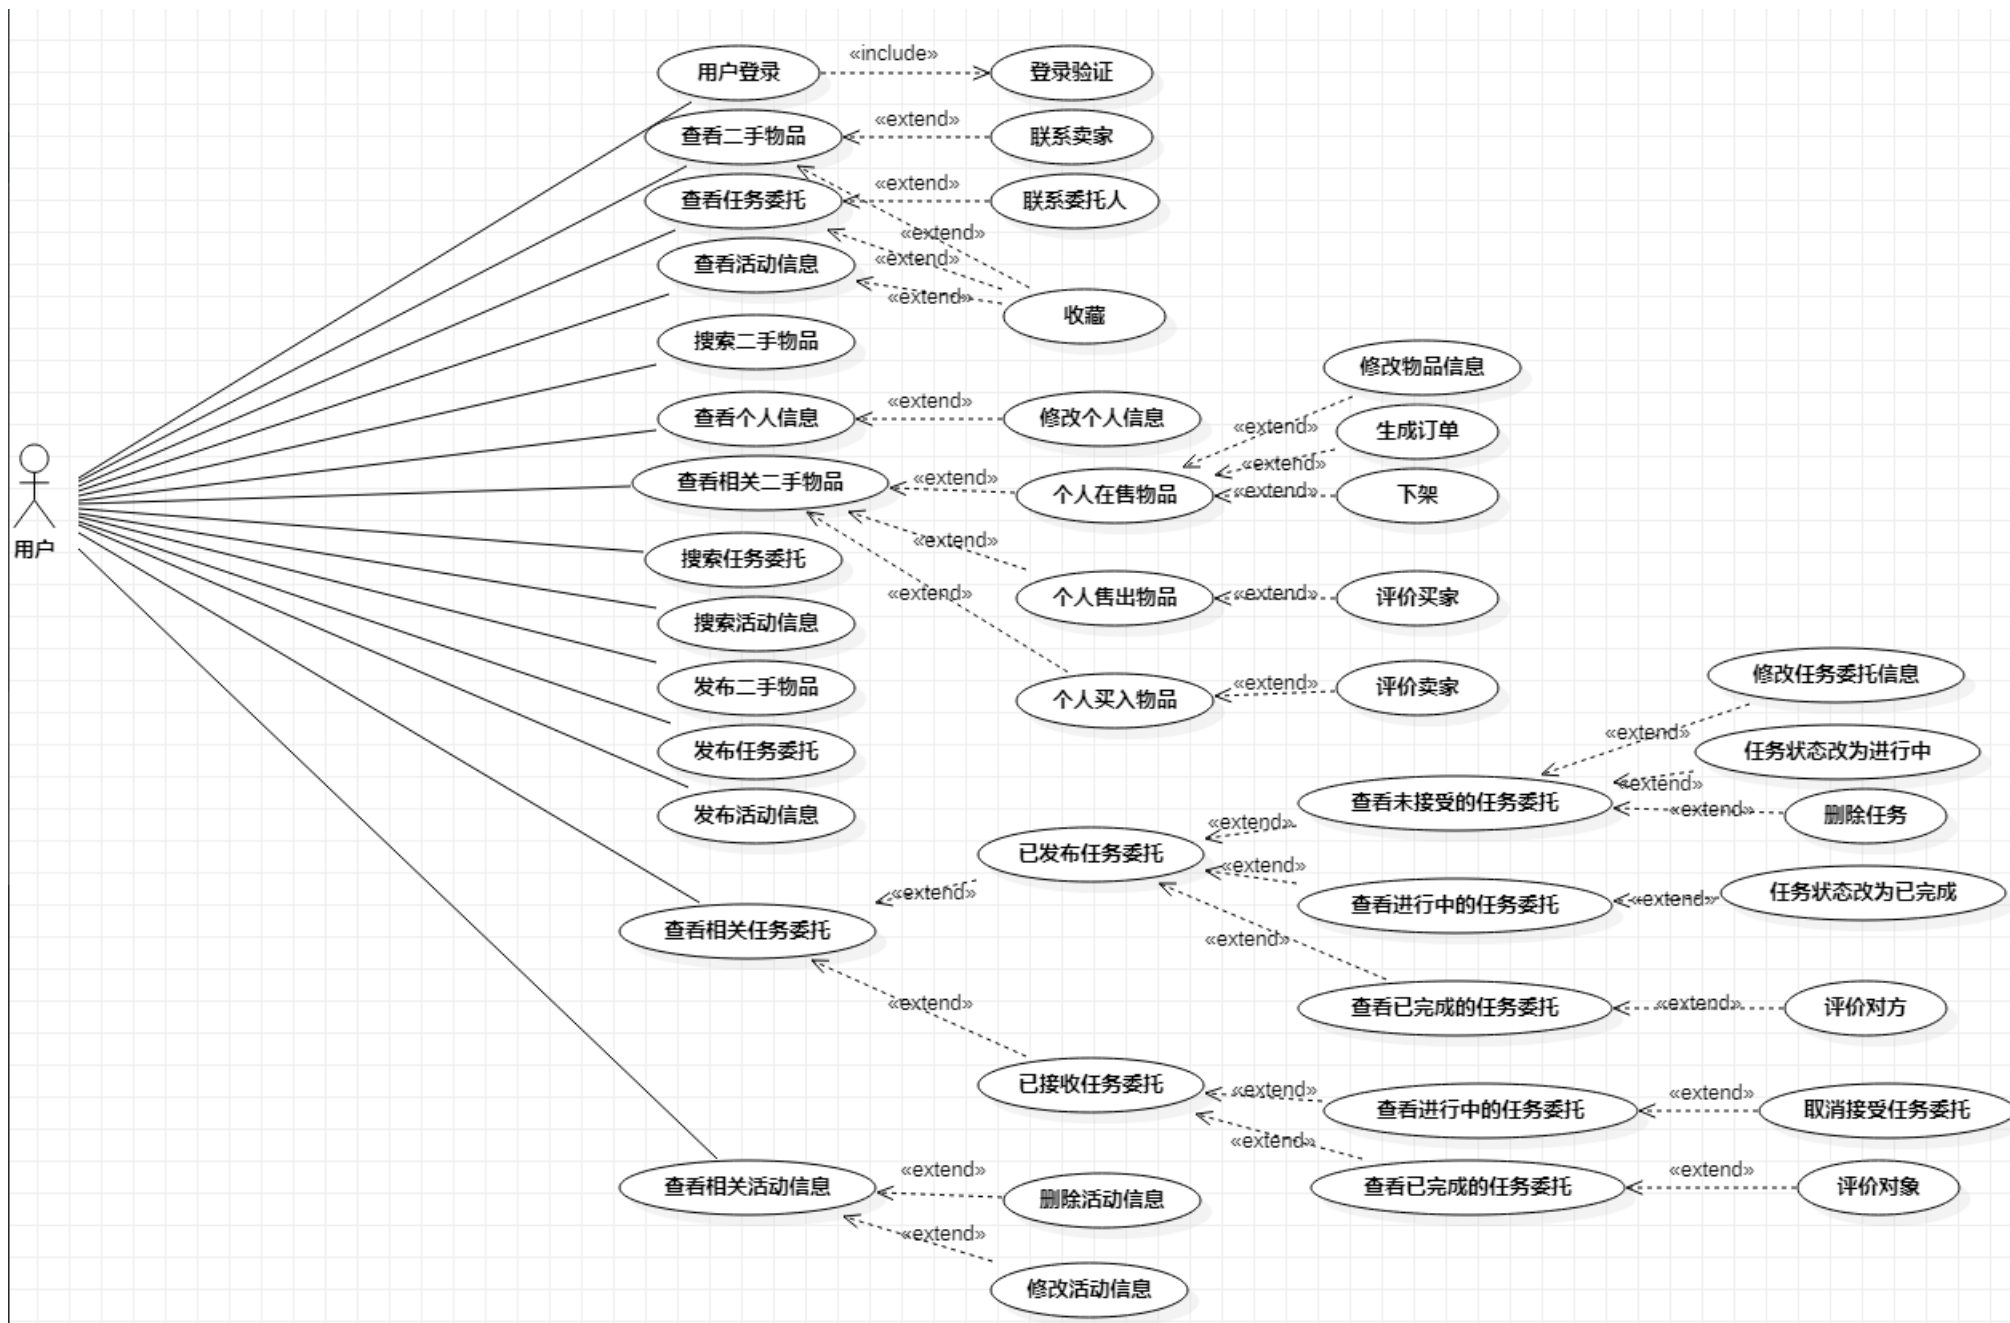 用户登录
«include»
登录验证
查看二手物品
«extend»
联系卖家
查看任务委托
«extend»
联系委托人
«extend»
查看活动信息
«extend»
«extend»
收藏
搜索二手物品
修改物品信息
查看个人信息
«extend»
修改个人信息
«extend»
生成订单
«extend»
查看相关二手物品
«extend»
个人在售物品
«extend»
下架
用户
搜索任务委托
«extend»
«extend»
个人售出物品
«extend»
评价买家
搜索活动信息
发布二手物品
个人买入物品
«extend»
评价卖家
修改任务委托信息
«extend»
发布任务委托
任务状态改为进行中
«extend»
发布活动信息
查看未接受的任务委托
«extend»
删除任务
«extend»
已发布任务委托
«extend»
查看进行中的任务委托
«extend»
任务状态改为已完成
«extend»
查看相关任务委托
«extend»
查看已完成的任务委托
«extend»
评价对方
«extend»
已接收任务委托
«extend»
查看进行中的任务委托
«extend»
取消接受任务委托
«extend»
查看已完成的任务委托
«extend»
评价对象
查看相关活动信息
«extend»
删除活动信息
«extend»
修改活动信息